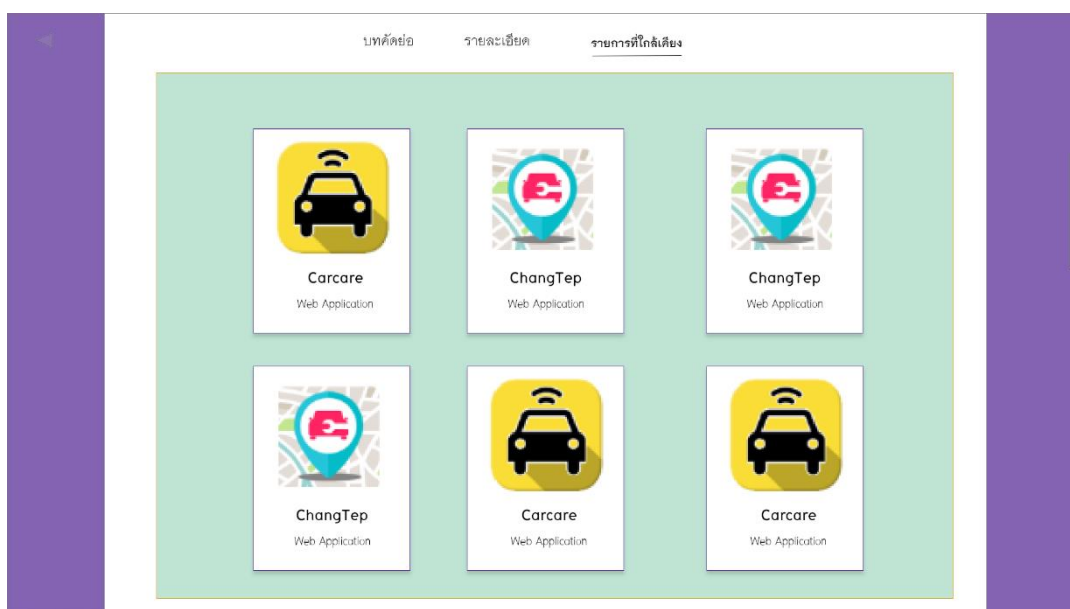 บทคัดย่อ รายละเอียด รายการที่ใกล้เคียง
Carcare ChangTep ChangTep
Web Application Web Application Web Application
ChangTep Carcare Carcare
Web Application Web Application Web Application